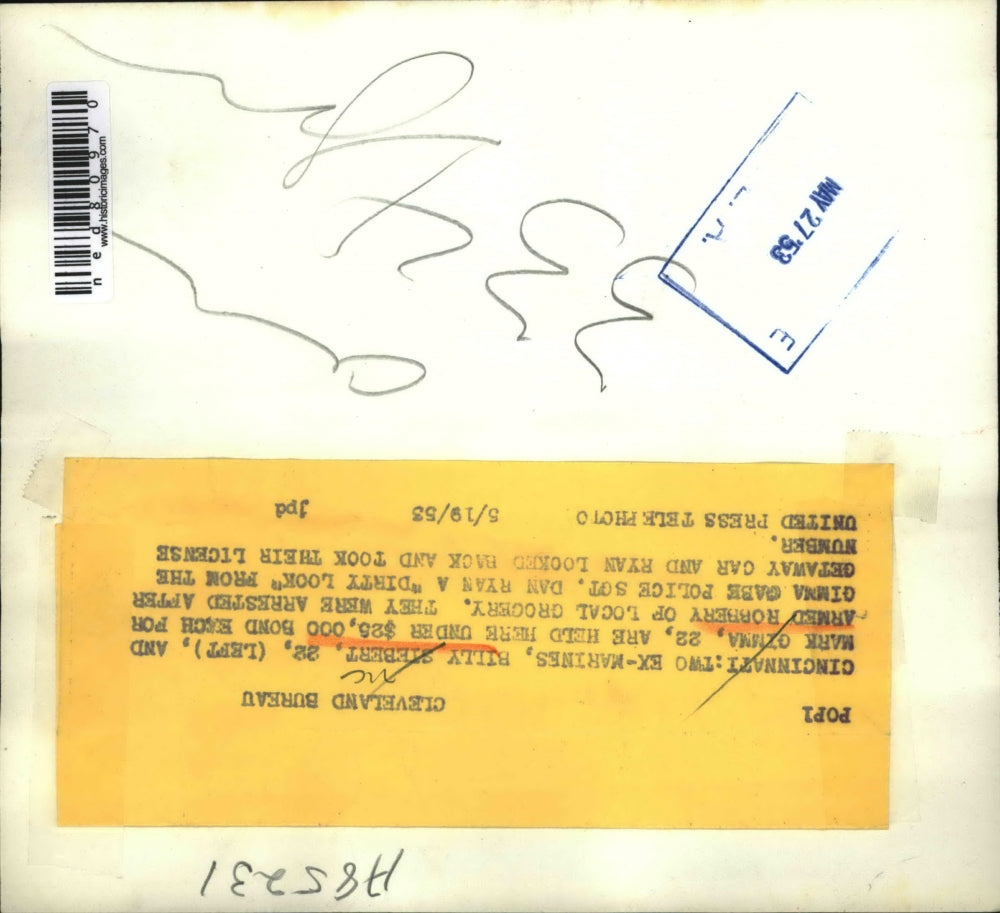 POP1
CLEVELAND BUREAU
CINCINNATI:TWO EX-MARINES, BILLY SIEBERT, 22, (LEFT), AND
MARK GIMMA, 22, ARE HELD HERE UNDER $25,000 BOND EACH FOR
ARMED ROBBERY OF LOCAL GROCERY. THEY WERE ARRESTED AFTER
GIMMA GABE POLICE SGT. DAN RYAN A "DIRTY LOOK" FROM THE
GETAWAY CAR AND RYAN LOOKED BACK AND TOOK THEIR LICENSE
NUMBER.
UNITED PRESS TELEPHOTO 5/19/53 jpd
H85231
MAY 27 '53
E
ned80970
www.historicimages.com